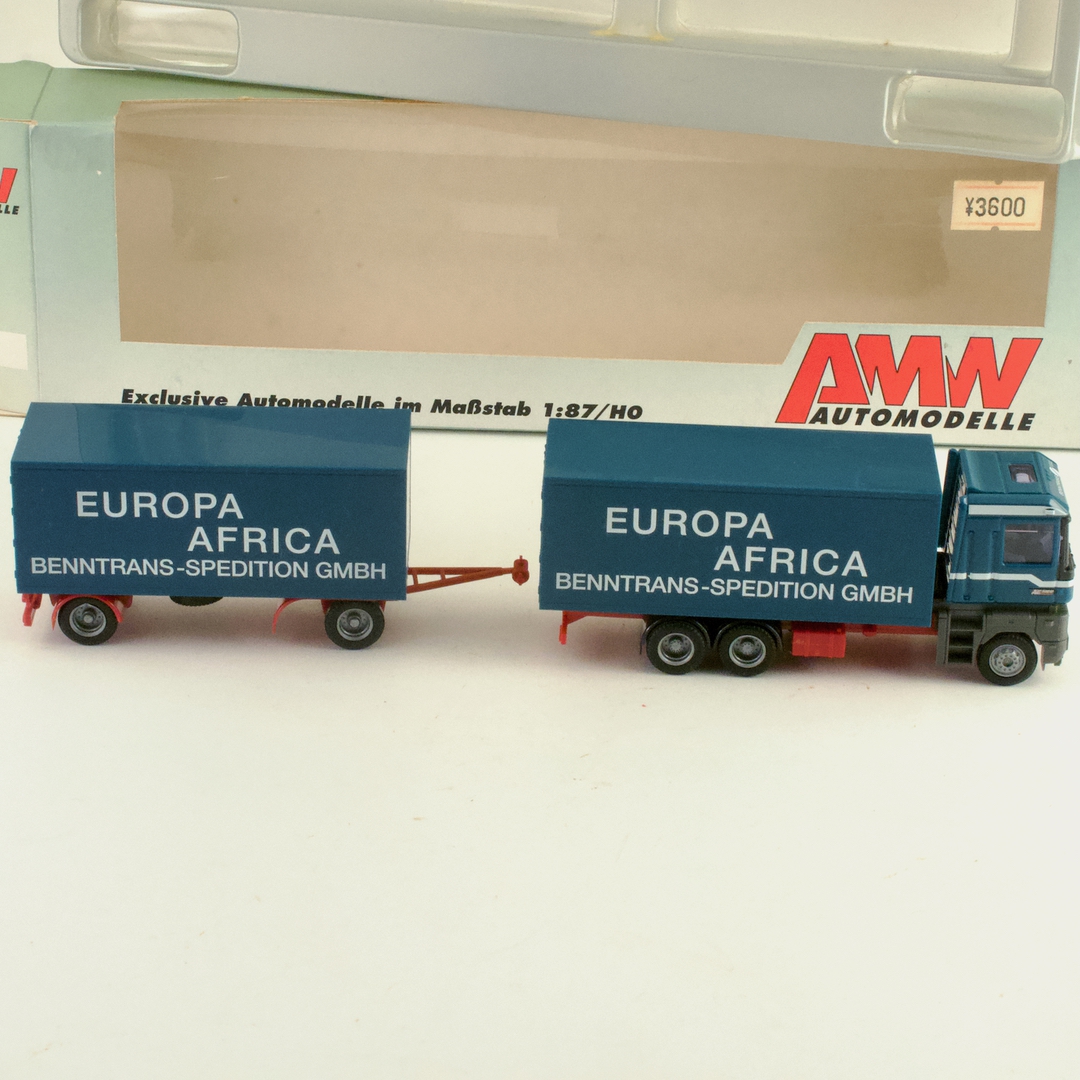 ¥3600
AMW
AUTOMODELLE
Exclusive Automodelle im Maßstab 1:87/HO
EUROPA
AFRICA
BENNTRANS-SPEDITION GMBH
EUROPA
AFRICA
BENNTRANS-SPEDITION GMBH